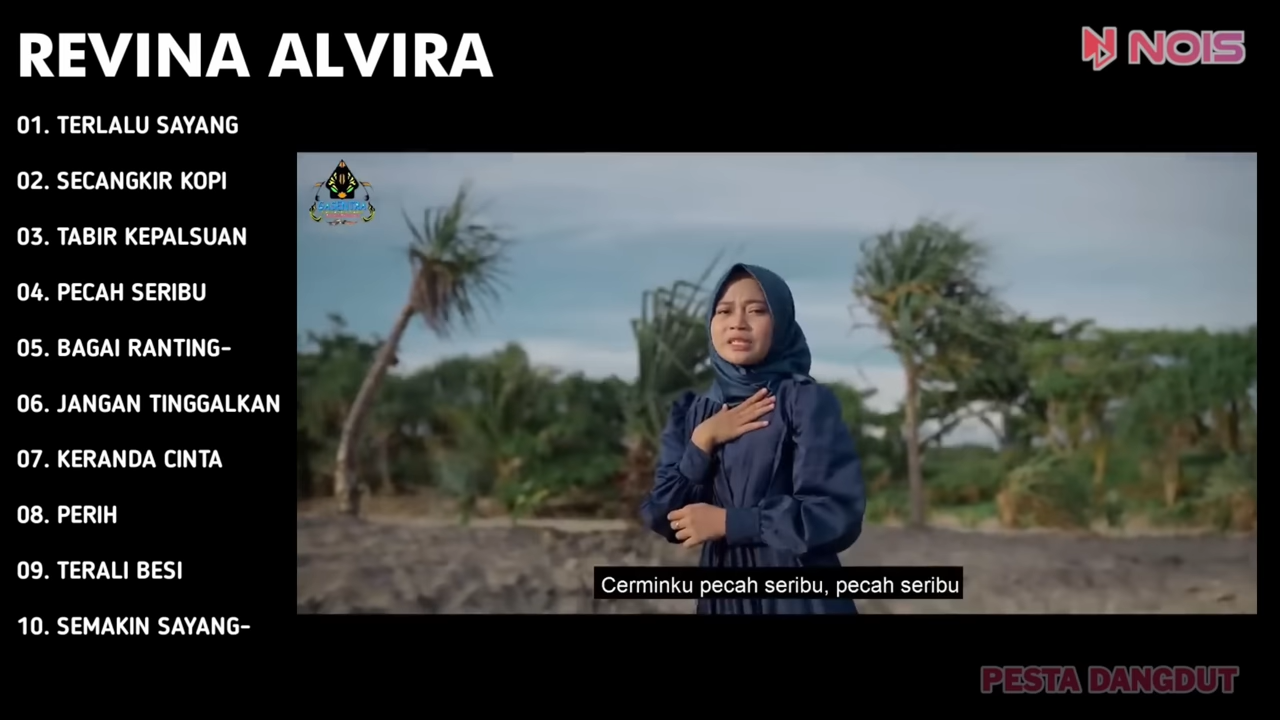 REVINA ALVIRA
NOIS
01. TERLALU SAYANG
02. SECANGKIR KOPI
03. TABIR KEPALSUAN
04. PECAH SERIBU
05. BAGAI RANTING-
06. JANGAN TINGGALKAN
07. KERANDA CINTA
08. PERIH
09. TERALI BESI
10. SEMAKIN SAYANG-
Cerminku pecah seribu, pecah seribu
PESTA DANGDUT